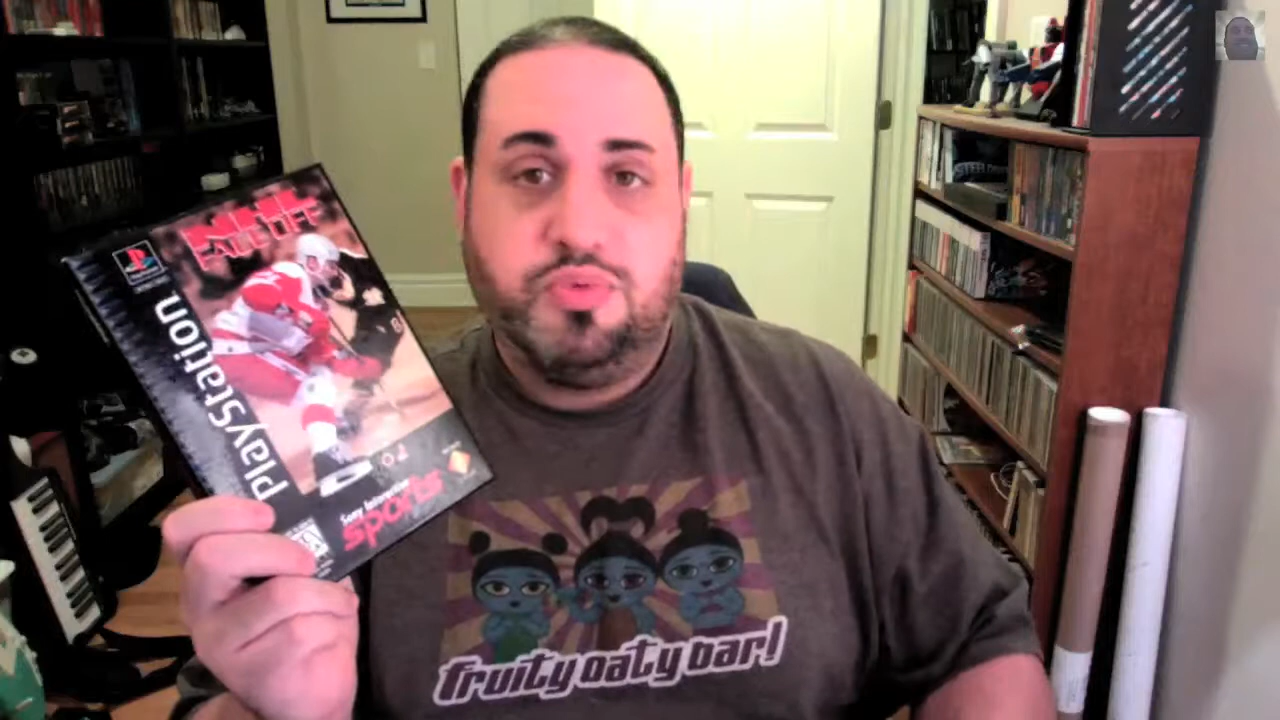 NHL
FACE OFF
PlayStation
Sony Interactive
sports
fruity oaty bar!